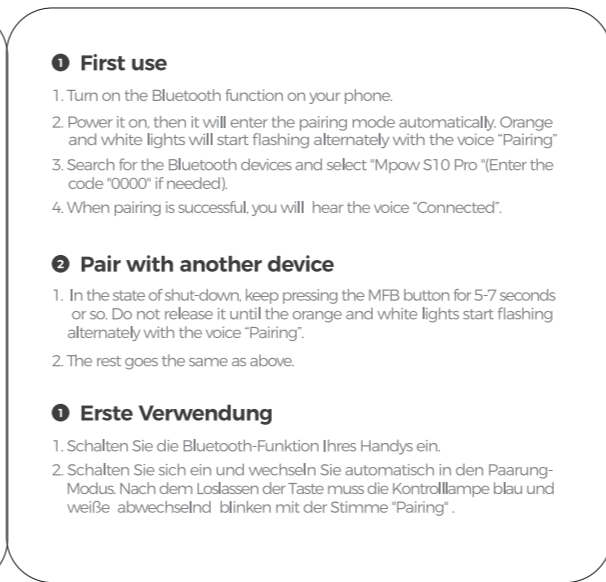 ❶ First use
1. Turn on the Bluetooth function on your phone.
2. Power it on, then it will enter the pairing mode automatically. Orange
and white lights will start flashing alternately with the voice “Pairing”
3. Search for the Bluetooth devices and select "Mpow S10 Pro "(Enter the
code "0000" if needed).
4. When pairing is successful, you will hear the voice “Connected”.
❷ Pair with another device
1. In the state of shut-down, keep pressing the MFB button for 5-7 seconds
or so. Do not release it until the orange and white lights start flashing
alternately with the voice “Pairing”.
2. The rest goes the same as above.
❶ Erste Verwendung
1. Schalten Sie die Bluetooth-Funktion Ihres Handys ein.
2. Schalten Sie sich ein und wechseln Sie automatisch in den Paarung-
Modus. Nach dem Loslassen der Taste muss die Kontrolllampe blau und
weiße abwechselnd blinken mit der Stimme "Pairing" .